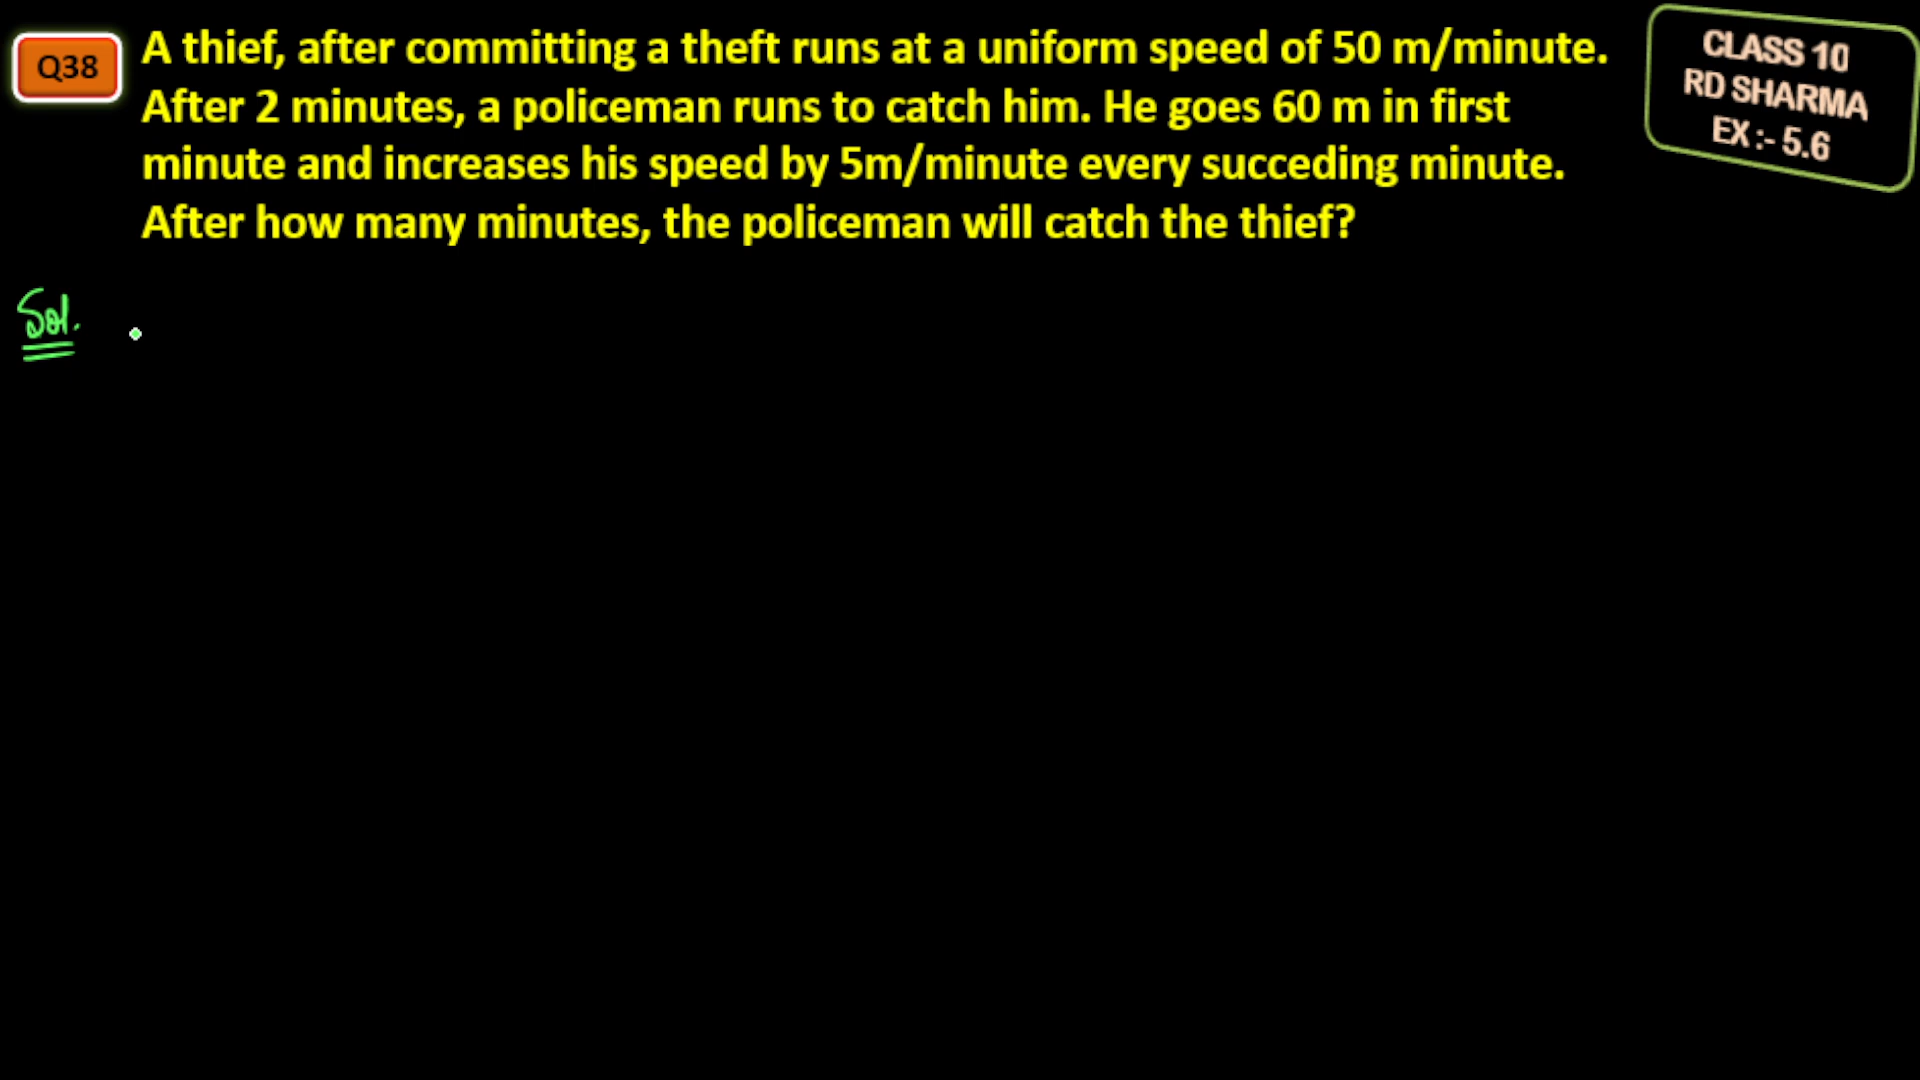 Q38
A thief, after committing a theft runs at a uniform speed of 50 m/minute.
After 2 minutes, a policeman runs to catch him. He goes 60 m in first
minute and increases his speed by 5m/minute every succeding minute.
After how many minutes, the policeman will catch the thief?
CLASS 10
RD SHARMA
EX :- 5.6
Sol.